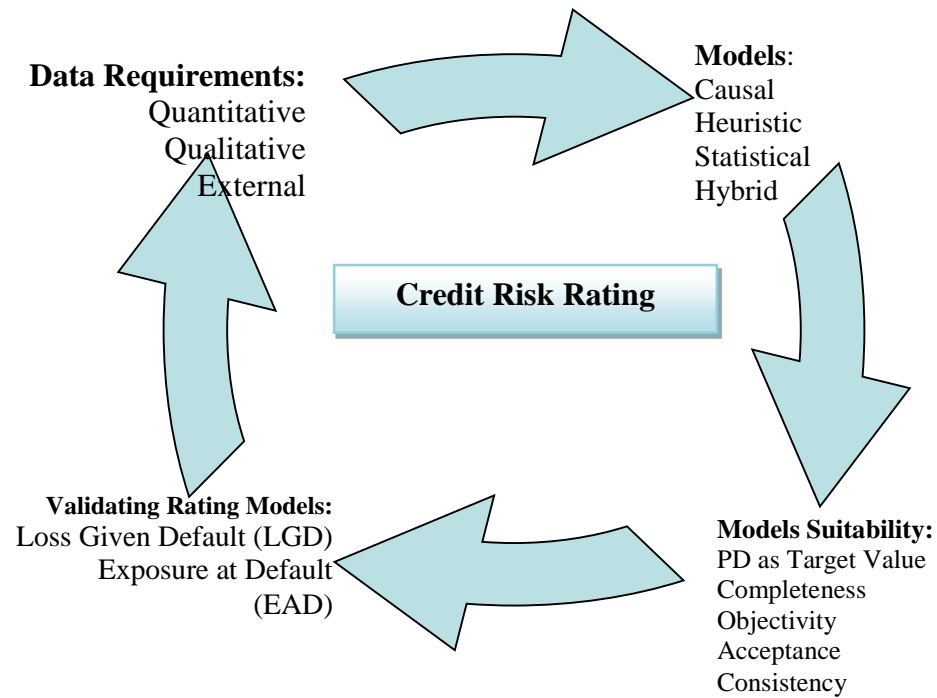 Data Requirements:
Quantitative
Qualitative
External
Models:
Causal
Heuristic
Statistical
Hybrid
Credit Risk Rating
Models Suitability:
PD as Target Value
Completeness
Objectivity
Acceptance
Consistency
Validating Rating Models:
Loss Given Default (LGD)
Exposure at Default
(EAD)